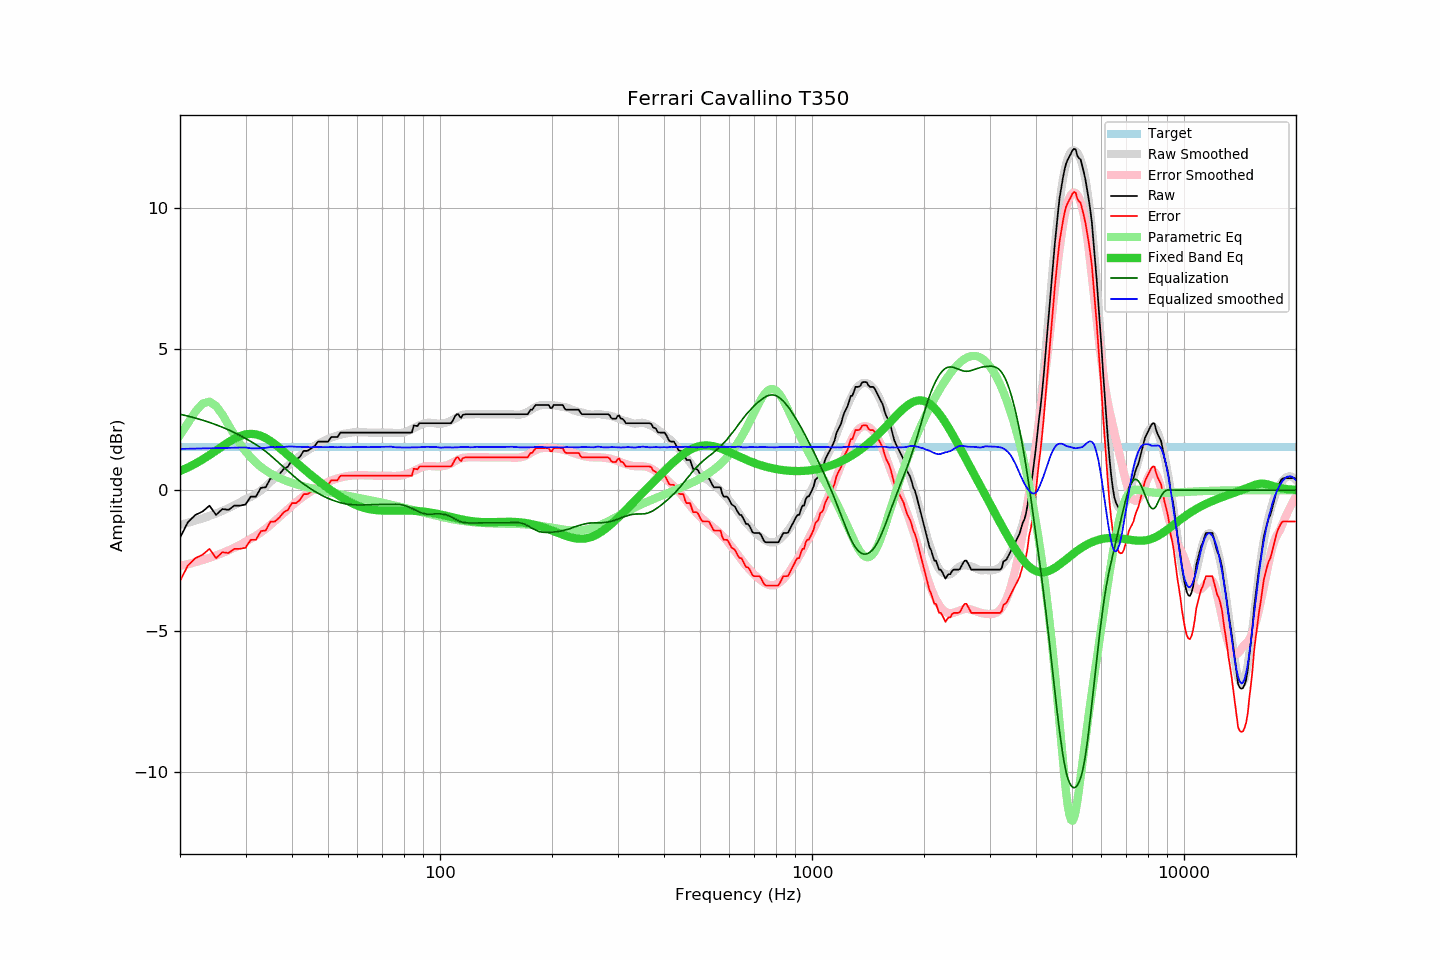 Ferrari Cavallino T350
Target
Raw Smoothed
Error Smoothed
Raw
Error
Parametric Eq
Fixed Band Eq
Equalization
Equalized smoothed
10
5
0
−5
−10
Amplitude (dBr)
100
1000
10000
Frequency (Hz)